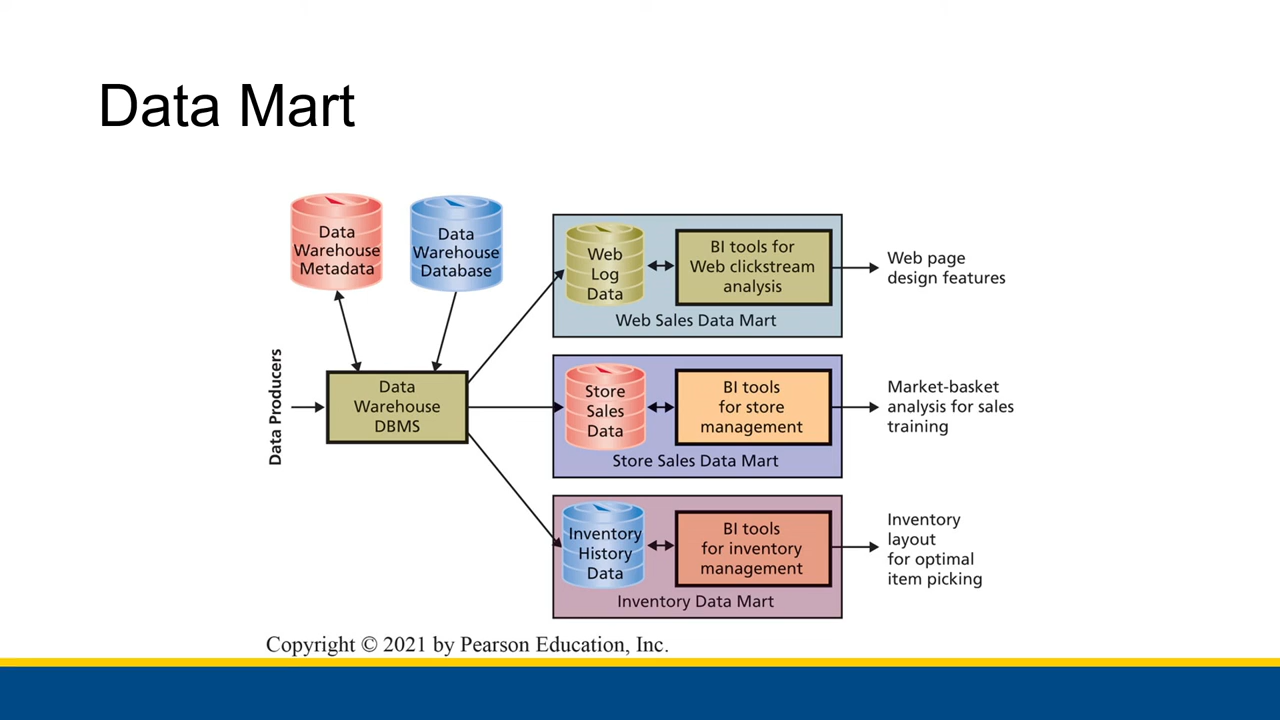 Data Mart
Data
Warehouse
Metadata
Data
Warehouse
Database
Data Producers
Data
Warehouse
DBMS
Web
Log
Data
BI tools for
Web clickstream
analysis
Web Sales Data Mart
Web page
design features
Store
Sales
Data
BI tools
for store
management
Store Sales Data Mart
Market-basket
analysis for sales
training
Inventory
History
Data
BI tools
for inventory
management
Inventory Data Mart
Inventory
layout
for optimal
item picking
Copyright © 2021 by Pearson Education, Inc.